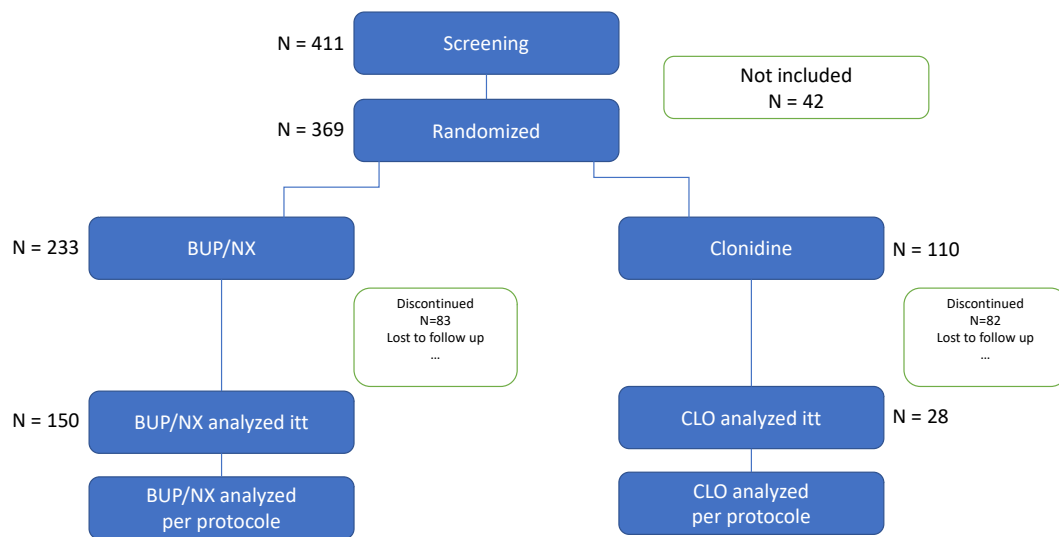 N = 411
Screening
Not included
N = 42
N = 369
Randomized
N = 233
BUP/NX
Clonidine
N = 110
Discontinued
N=83
Lost to follow up
...
Discontinued
N=82
Lost to follow up
...
N = 150
BUP/NX analyzed itt
CLO analyzed itt
N = 28
BUP/NX analyzed
per protocole
CLO analyzed
per protocole